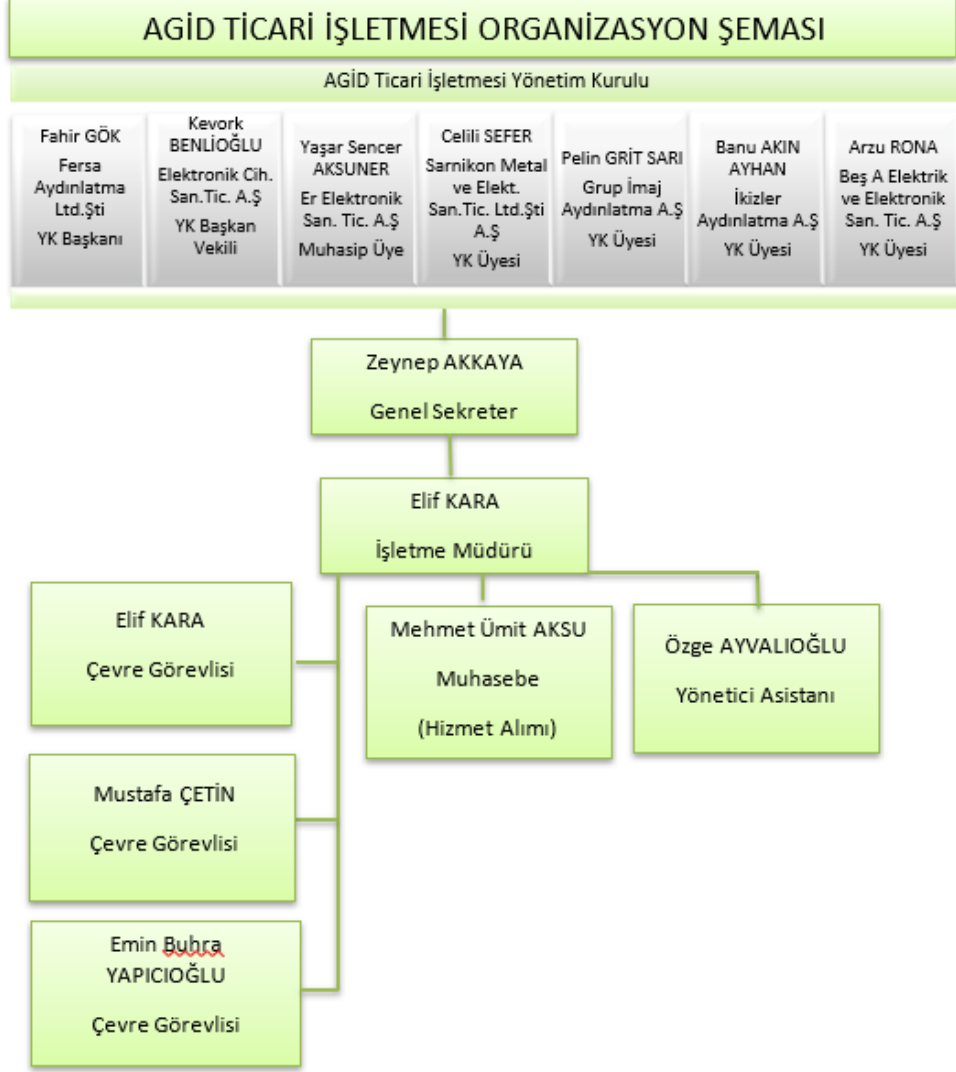 AGİD TİCARİ İŞLETMESİ ORGANİZASYON ŞEMASI
AGİD Ticari İşletmesi Yönetim Kurulu
Fahir GÖK
Fersa
Aydınlatma
Ltd.Şti
YK Başkanı
Kevork
BENLİOĞLU
Elektronik Cih.
San.Tic. A.Ş
YK Başkan
Vekili
Yaşar Sencer
AKSUNER
Er Elektronik
San. Tic. A.Ş
Muhasip Üye
Celili SEFER
Sarnikon Metal
ve Elekt.
San.Tic. Ltd.Şti
A.Ş
YK Üyesi
Pelin GRİT SARI
Grup İmaj
Aydınlatma A.Ş
YK Üyesi
Banu AKIN
AYHAN
İkizler
Aydınlatma A.Ş
YK Üyesi
Arzu RONA
Beş A Elektrik
ve Elektronik
San. Tic. A.Ş
YK Üyesi
Zeynep AKKAYA
Genel Sekreter
Elif KARA
İşletme Müdürü
Elif KARA
Çevre Görevlisi
Mehmet Ümit AKSU
Muhasebe
(Hizmet Alımı)
Özge AYVALIOĞLU
Yönetici Asistanı
Mustafa ÇETİN
Çevre Görevlisi
Emin Buhra
YAPICIOĞLU
Çevre Görevlisi